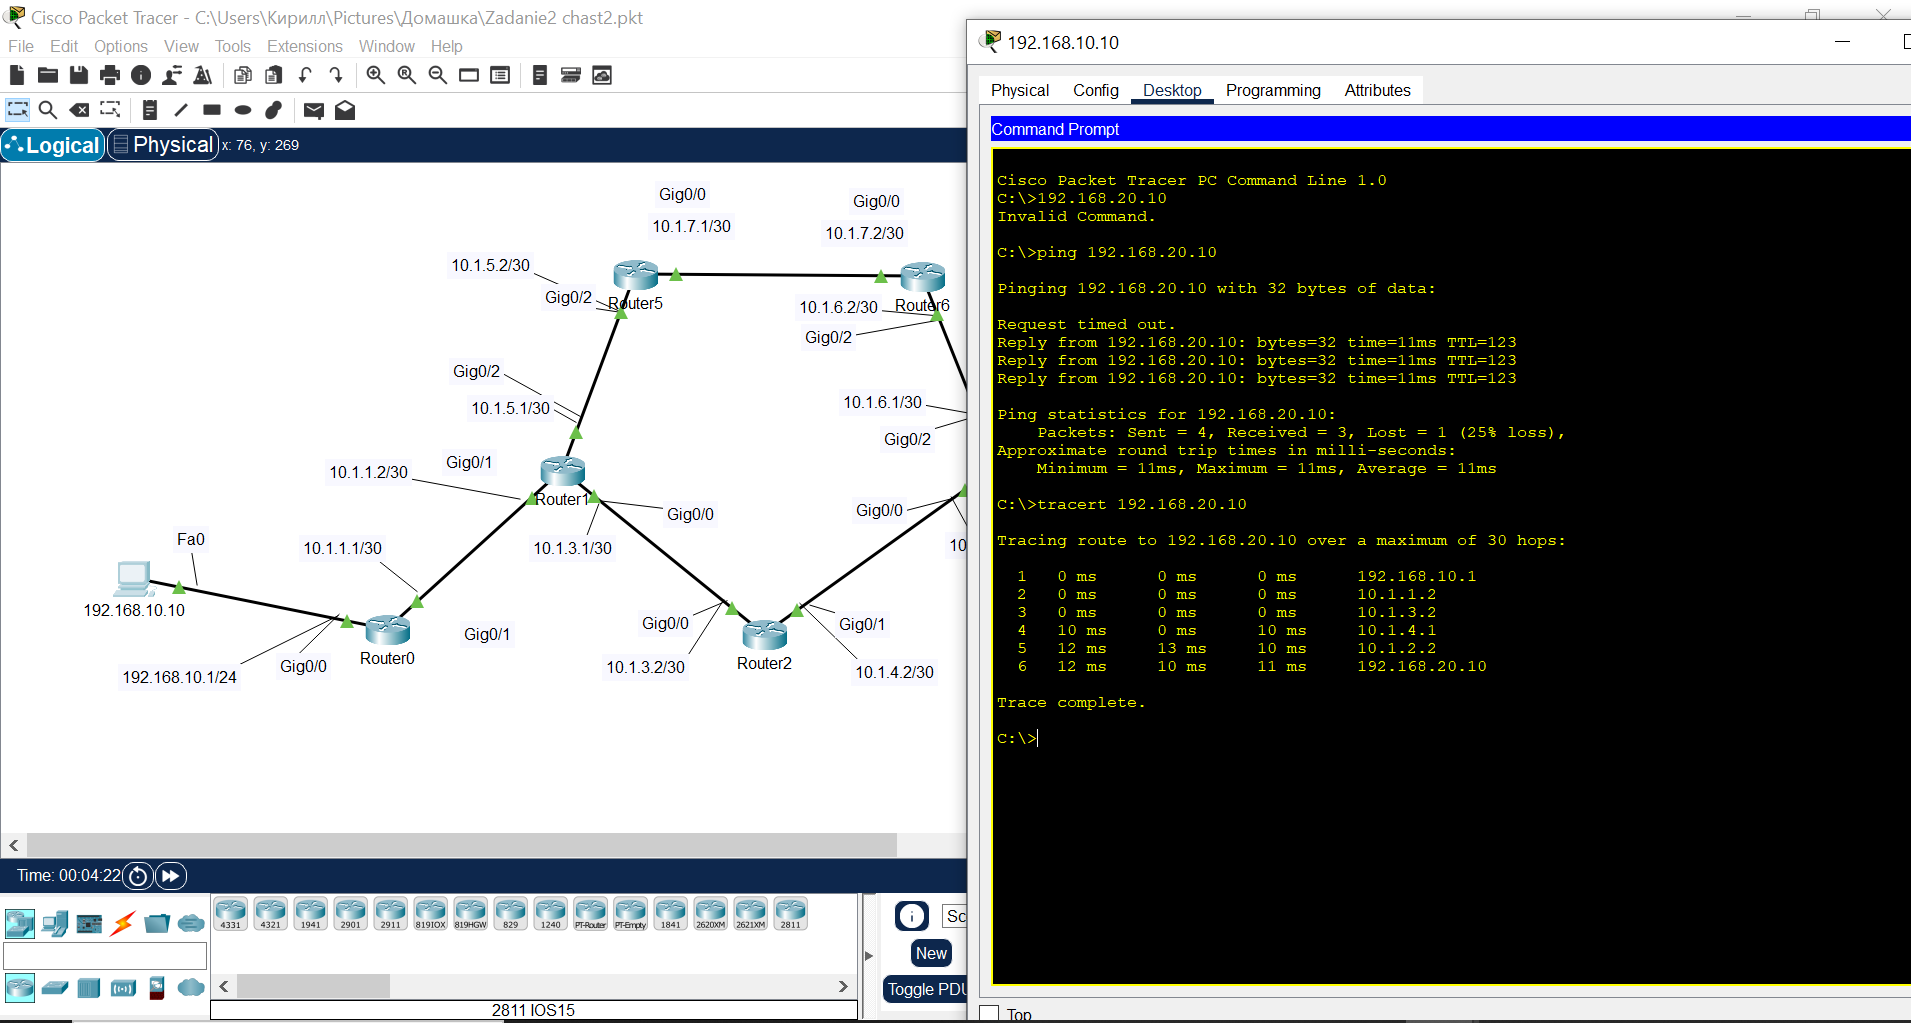 Cisco Packet Tracer - C:\Users\Кирилл\Pictures\Домашка\Zadanie2 chast2.pkt
File Edit Options View Tools Extensions Window Help
Logical Physical x: 76, y: 269
Gig0/0
10.1.7.1/30
Gig0/0
10.1.7.2/30
10.1.5.2/30
Gig0/2
Router5
10.1.6.2/30
Router6
Gig0/2
Gig0/2
10.1.5.1/30
10.1.6.1/30
Gig0/2
10.1.1.2/30
Gig0/1
Router1
Gig0/0
10.1.3.1/30
Gig0/0
10
Fa0
10.1.1.1/30
192.168.10.10
Gig0/1
Gig0/0
Router0
192.168.10.1/24
Gig0/0
Router2
10.1.3.2/30
Gig0/1
10.1.4.2/30
Time: 00:04:22
4331 4321 1941 2901 2911 819IOX 819HGW 829 1240 PT-Router PT-Empty 1841 2620XM 2621XM 2811
2811 IOS15
Sc
New
Toggle PDU
192.168.10.10
Physical Config Desktop Programming Attributes
Command Prompt
Cisco Packet Tracer PC Command Line 1.0
C:\>192.168.20.10
Invalid Command.
C:\>ping 192.168.20.10
Pinging 192.168.20.10 with 32 bytes of data:
Request timed out.
Reply from 192.168.20.10: bytes=32 time=11ms TTL=123
Reply from 192.168.20.10: bytes=32 time=11ms TTL=123
Reply from 192.168.20.10: bytes=32 time=11ms TTL=123
Ping statistics for 192.168.20.10:
Packets: Sent = 4, Received = 3, Lost = 1 (25% loss),
Approximate round trip times in milli-seconds:
Minimum = 11ms, Maximum = 11ms, Average = 11ms
C:\>tracert 192.168.20.10
Tracing route to 192.168.20.10 over a maximum of 30 hops:
1 0 ms 0 ms 0 ms 192.168.10.1
2 0 ms 0 ms 0 ms 10.1.1.2
3 0 ms 0 ms 0 ms 10.1.3.2
4 10 ms 0 ms 10 ms 10.1.4.1
5 12 ms 13 ms 10 ms 10.1.2.2
6 12 ms 10 ms 11 ms 192.168.20.10
Trace complete.
C:\>
Top